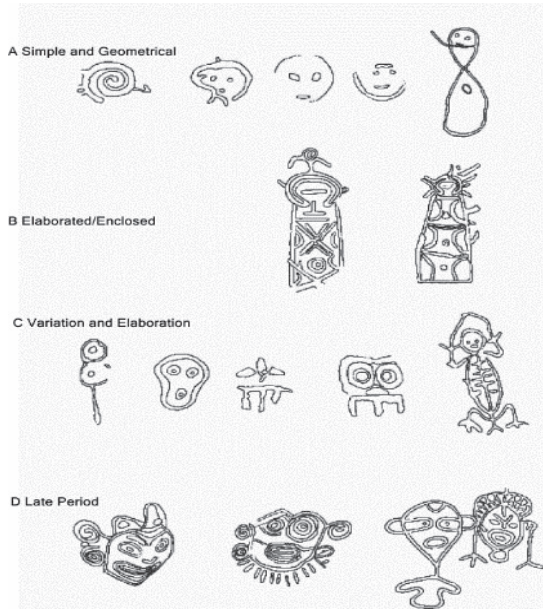 A Simple and Geometrical
B Elaborated/Enclosed
C Variation and Elaboration
D Late Period